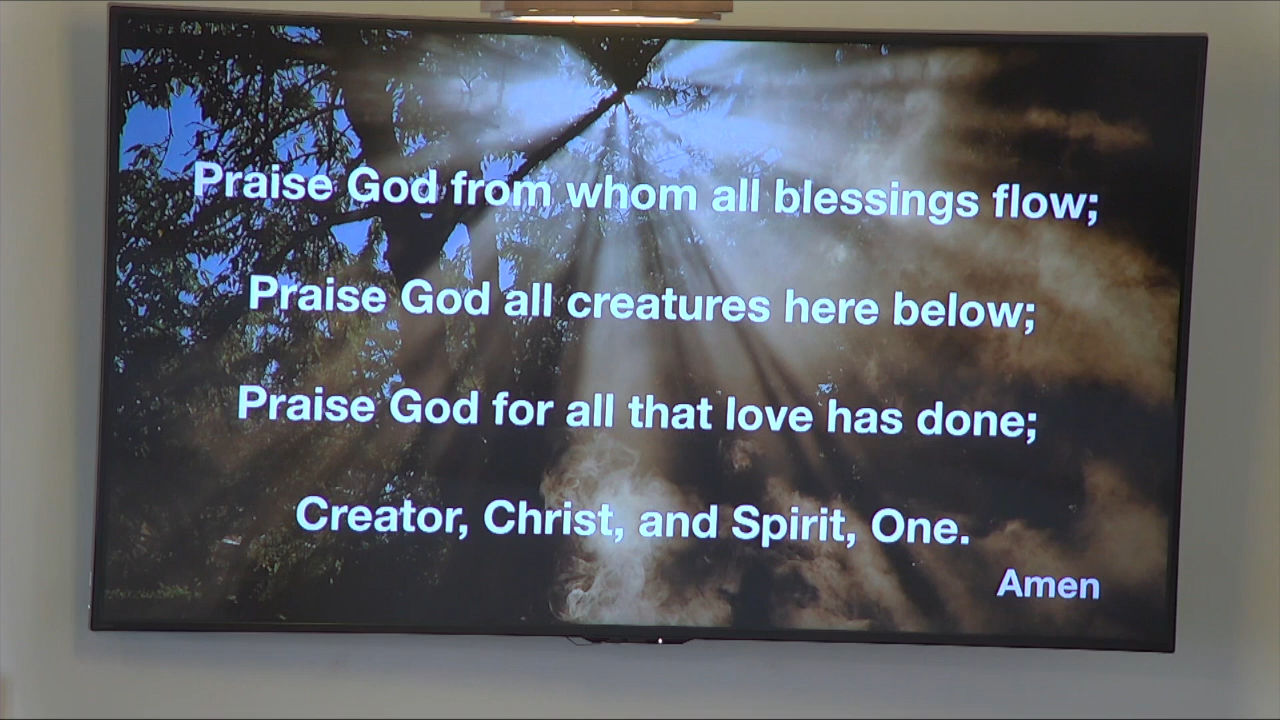 Praise God from whom all blessings flow;
Praise God all creatures here below;
Praise God for all that love has done;
Creator, Christ, and Spirit, One.
Amen